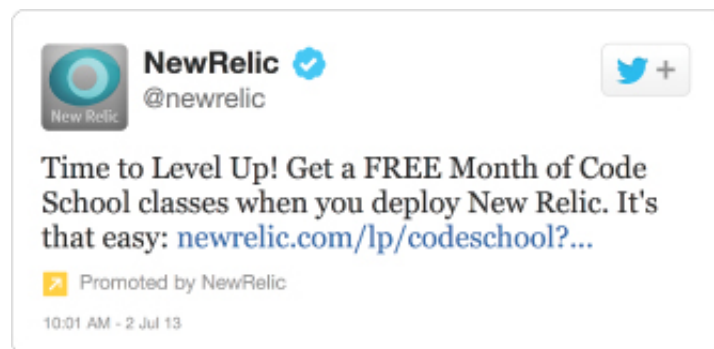 NewRelic
@newrelic
New Relic
Time to Level Up! Get a FREE Month of Code
School classes when you deploy New Relic. It's
that easy: newrelic.com/lp/codeschool?...
Promoted by NewRelic
10:01 AM - 2 Jul 13